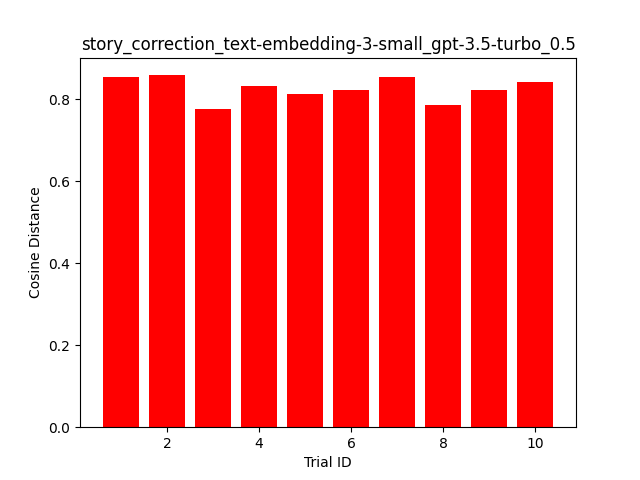 story_correction_text-embedding-3-small_gpt-3.5-turbo_0.5
Cosine Distance
0.8
0.6
0.4
0.2
0.0
2 4 6 8 10
Trial ID